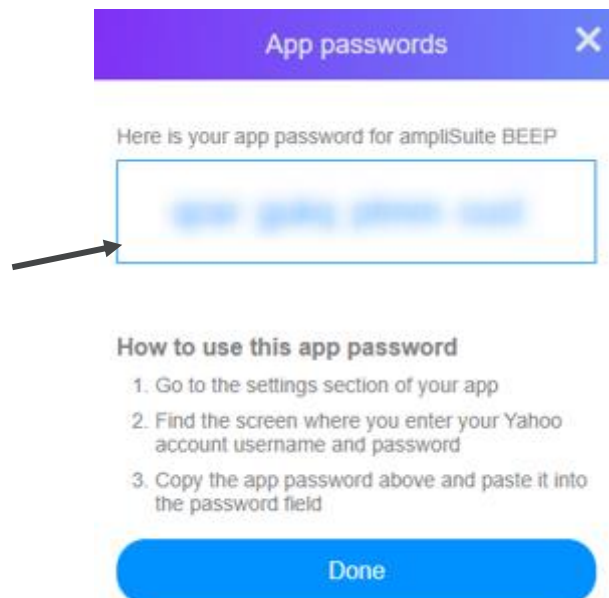 App passwords
Here is your app password for ampliSuite BEEP
How to use this app password
1. Go to the settings section of your app
2. Find the screen where you enter your Yahoo
account username and password
3. Copy the app password above and paste it into
the password field
Done